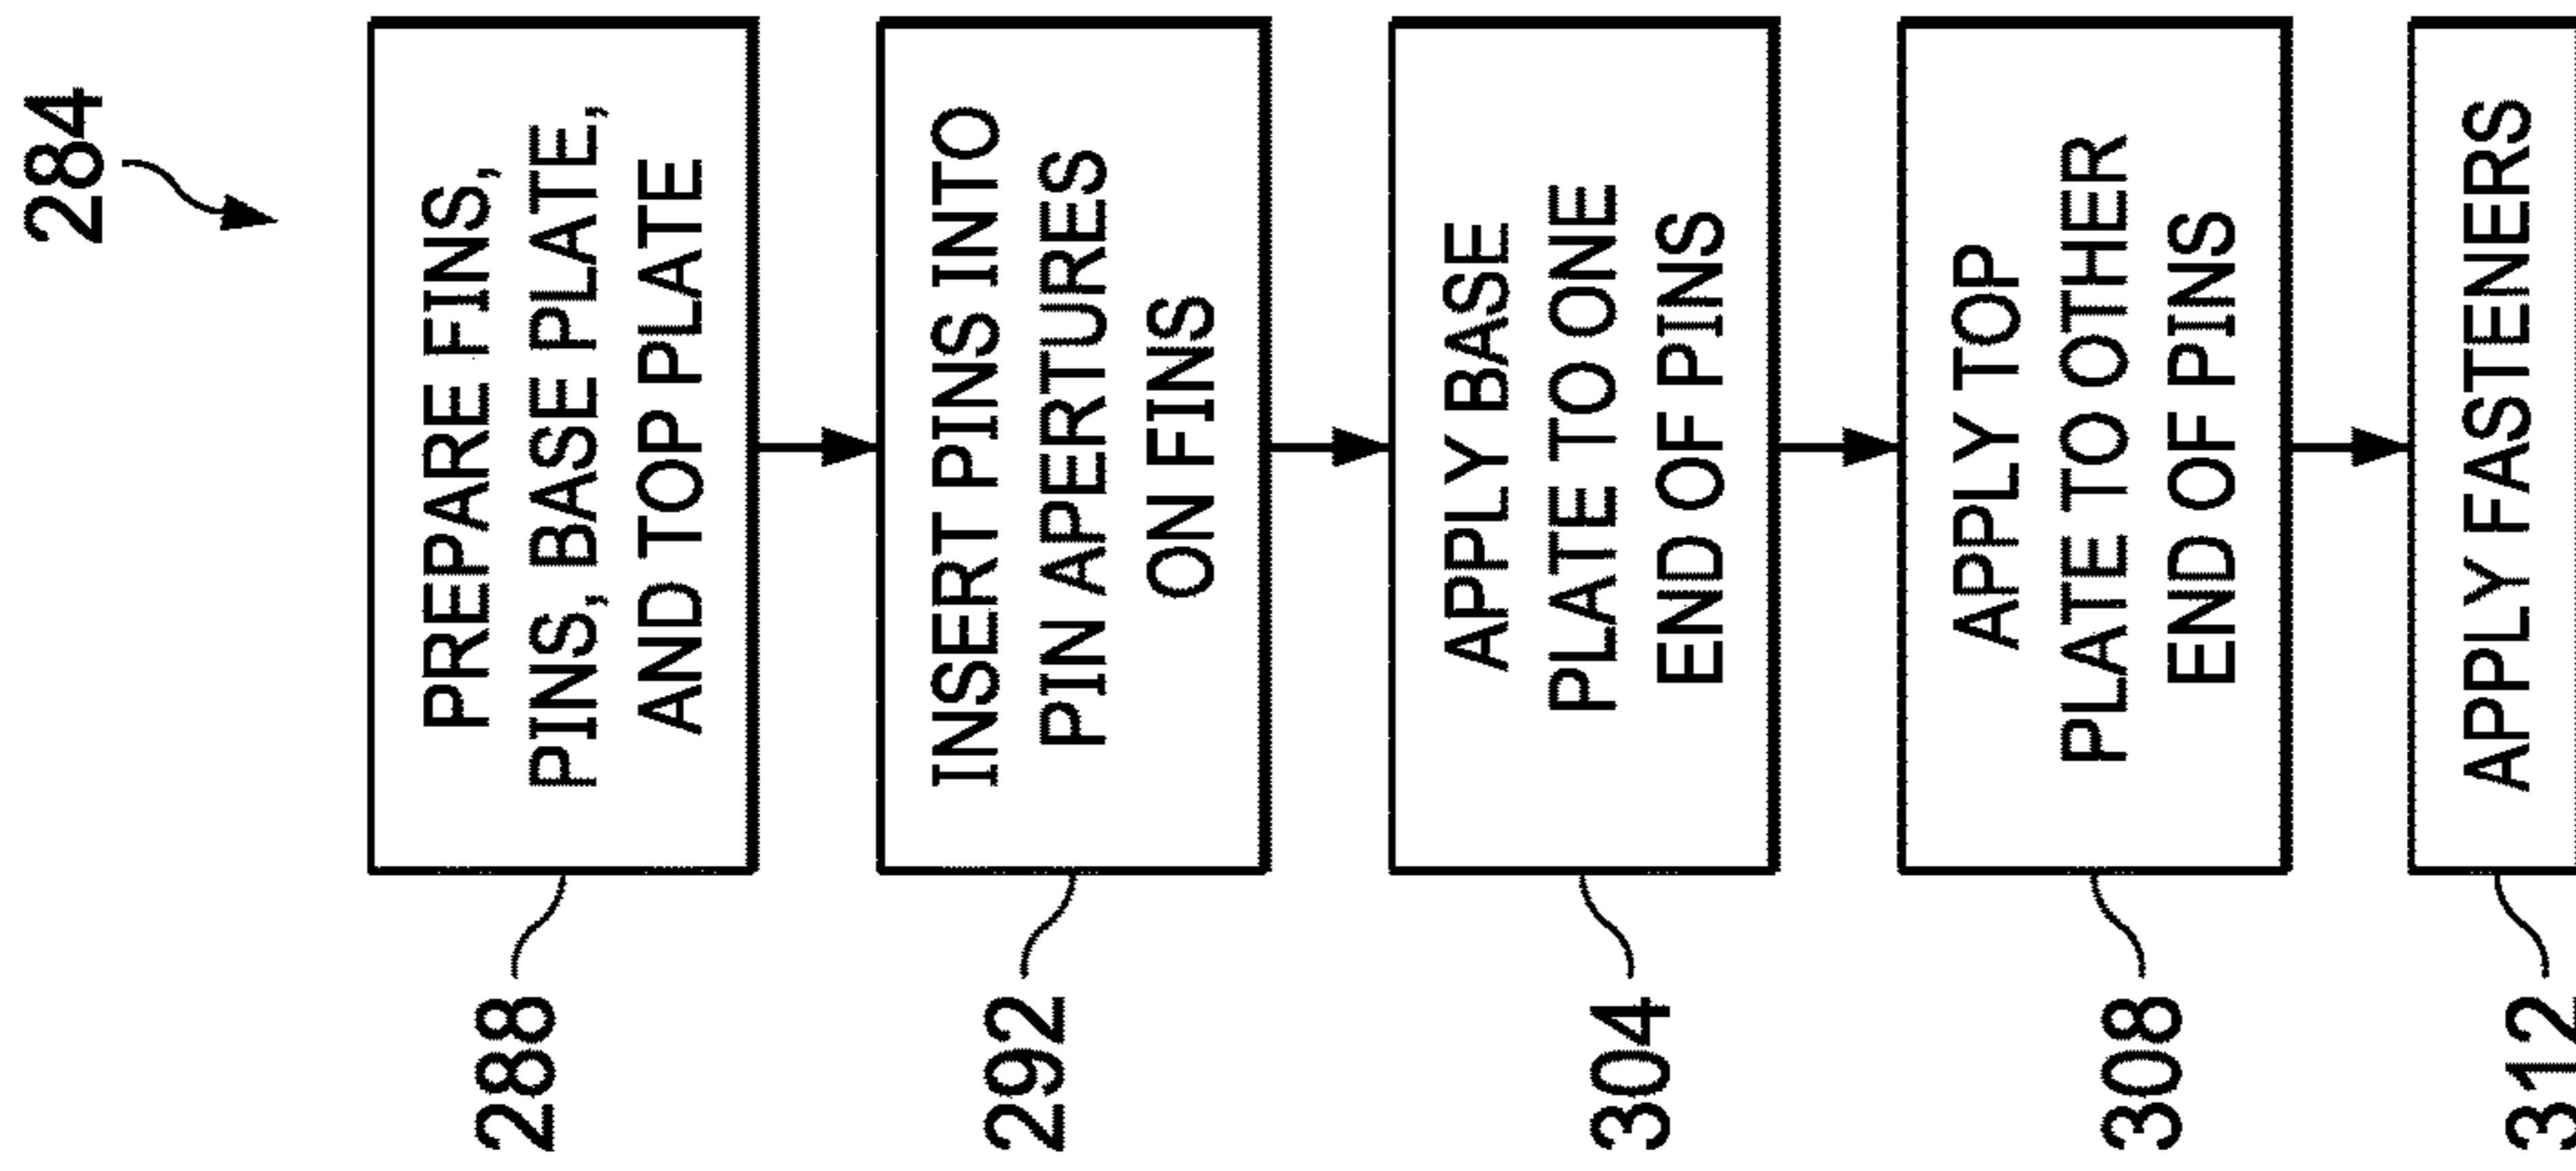 284
PREPARE FINS,
PINS, BASE PLATE,
AND TOP PLATE
288
INSERT PINS INTO
PIN APERTURES
ON FINS
292
APPLY BASE
PLATE TO ONE
END OF PINS
304
APPLY TOP
PLATE TO OTHER
END OF PINS
308
APPLY FASTENERS
312